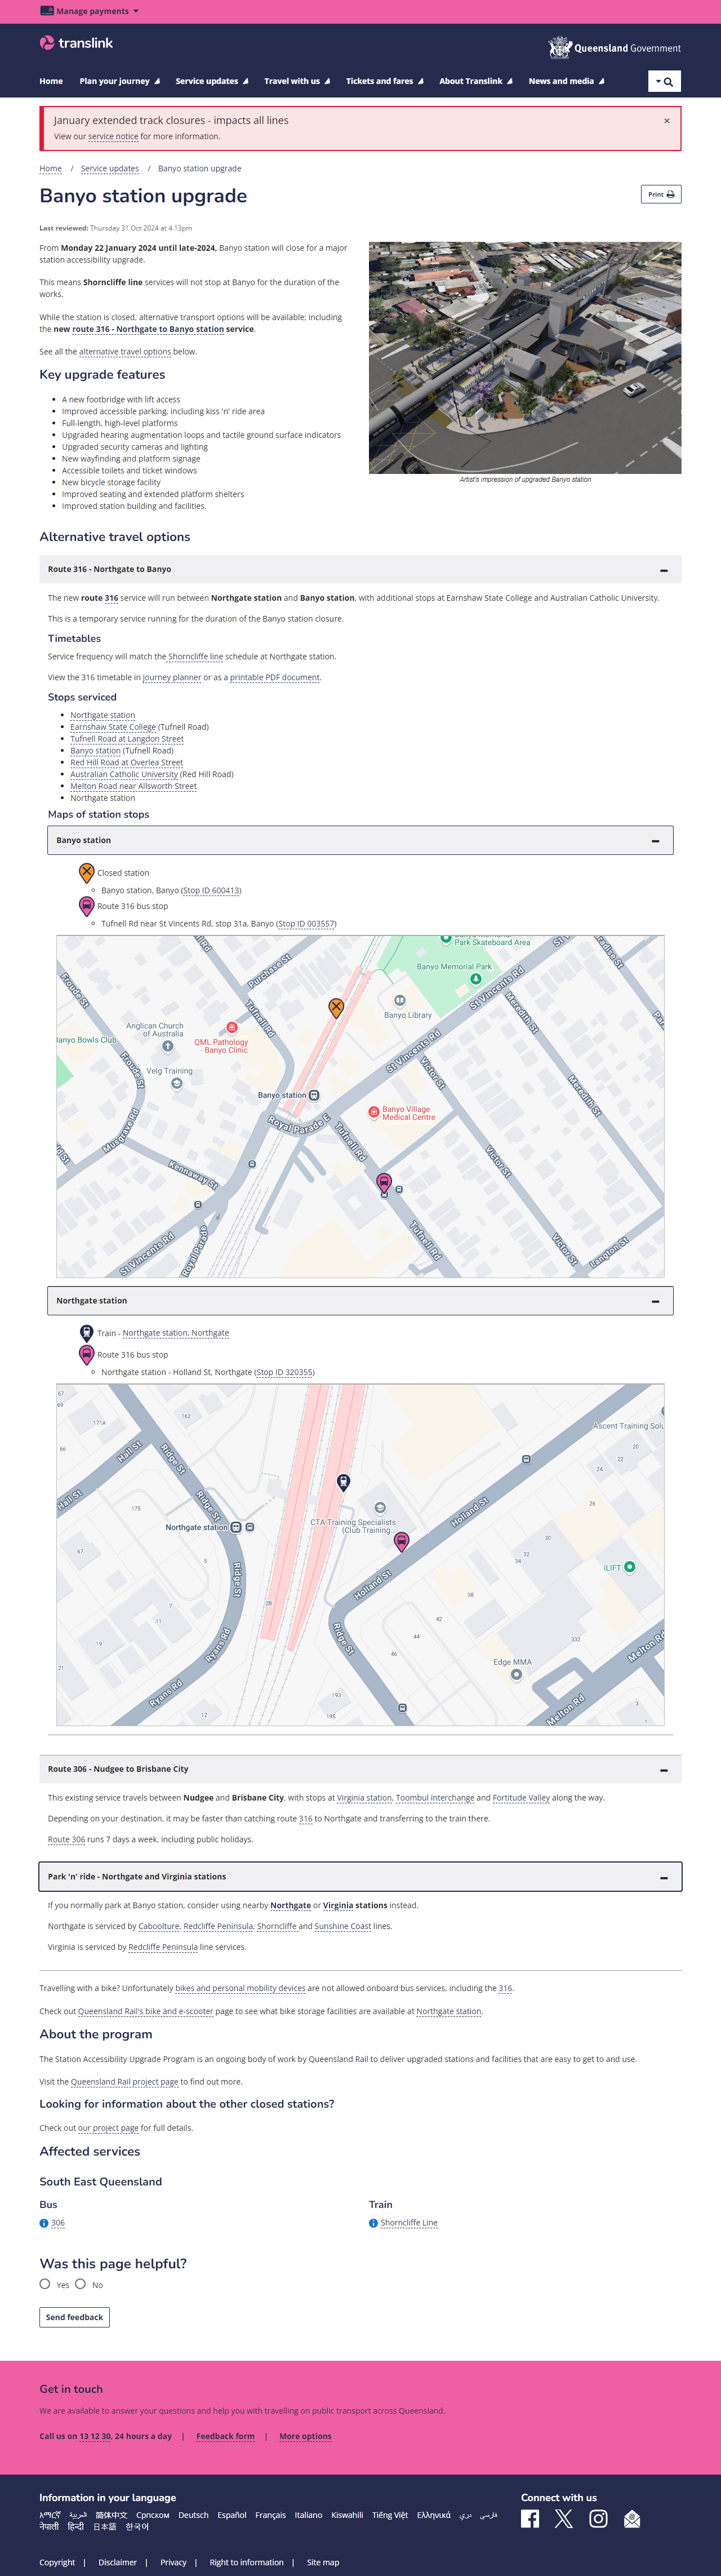 Manage payments
translink
Queensland Government
Home Plan your journey Service updates Travel with us Tickets and fares About Translink News and media
January extended track closures - impacts all lines
×
View our service notice for more information.
Home / Service updates / Banyo station upgrade
Banyo station upgrade
Print
Last reviewed: Thursday 31 Oct 2024 at 4.13pm
From Monday 22 January 2024 until late-2024, Banyo station will close for a major
station accessibility upgrade.
This means Shorncliffe line services will not stop at Banyo for the duration of the
works.
While the station is closed, alternative transport options will be available; including
the new route 316 - Northgate to Banyo station service.
See all the alternative travel options below.
Key upgrade features
A new footbridge with lift access
Improved accessible parking, including kiss 'n' ride area
Full-length, high-level platforms
Upgraded hearing augmentation loops and tactile ground surface indicators
Upgraded security cameras and lighting
New wayfinding and platform signage
Accessible toilets and ticket windows
New bicycle storage facility
Improved seating and extended platform shelters
Improved station building and facilities.
Artist's impression of upgraded Banyo station
Alternative travel options
Route 316 - Northgate to Banyo
The new route 316 service will run between Northgate station and Banyo station, with additional stops at Earnshaw State College and Australian Catholic University.
This is a temporary service running for the duration of the Banyo station closure.
Timetables
Service frequency will match the Shorncliffe line schedule at Northgate station.
View the 316 timetable in journey planner or as a printable PDF document.
Stops serviced
Northgate station
Earnshaw State College (Tufnell Road)
Tufnell Road at Langdon Street
Banyo station (Tufnell Road)
Red Hill Road at Overlea Street
Australian Catholic University (Red Hill Road)
Melton Road near Allsworth Street
Northgate station
Maps of station stops
Banyo station
Closed station
Banyo station, Banyo (Stop ID 600413)
Route 316 bus stop
Tufnell Rd near St Vincents Rd, stop 31a, Banyo (Stop ID 003557)
Banyo Memorial
Park Skateboard Area
Purchase St
Banyo Memorial Park
St Vincents Rd
Froude St
Tufnell Rd
Banyo Library
Meredith St
Anglican Church
of Australia
QML Pathology
- Banyo Clinic
Banyo Bowls Club
St Vincents Rd
Froude St
Velg Training
Victor St
Meredith St
Banyo station
Banyo Village
Medical Centre
Musgrave Rd
Royal Parade E
Tufnell Rd
Kennaway St
Victor St
St Vincents Rd
Royal Parade
Tufnell Rd
Victor St
Langton St
Northgate station
Train - Northgate station, Northgate
Route 316 bus stop
Northgate station - Holland St, Northgate (Stop ID 320355)
67
69
171A
162
Ascent Training Solu
66
Hall St
Ridge St
20
22
24
Hall St
175
Ridge St
26
Holland St
Northgate station
CTA Training Specialists
(Club Training...
30
67
32
34
5
iLIFT
Ridge St
Holland St
38
7
28
11
42
44
332
19
Ryans Rd
Ridge St
46
Melton Rd
21
Edge MMA
Ryans Rd
193
3
12
195
Melton Rd
1
Route 306 - Nudgee to Brisbane City
This existing service travels between Nudgee and Brisbane City, with stops at Virginia station, Toombul interchange and Fortitude Valley along the way.
Depending on your destination, it may be faster than catching route 316 to Northgate and transferring to the train there.
Route 306 runs 7 days a week, including public holidays.
Park 'n' ride - Northgate and Virginia stations
If you normally park at Banyo station, consider using nearby Northgate or Virginia stations instead.
Northgate is serviced by Caboolture, Redcliffe Peninsula, Shorncliffe and Sunshine Coast lines.
Virginia is serviced by Redcliffe Peninsula line services.
Travelling with a bike? Unfortunately bikes and personal mobility devices are not allowed onboard bus services, including the 316.
Check out Queensland Rail's bike and e-scooter page to see what bike storage facilities are available at Northgate station.
About the program
The Station Accessibility Upgrade Program is an ongoing body of work by Queensland Rail to deliver upgraded stations and facilities that are easy to get to and use.
Visit the Queensland Rail project page to find out more.
Looking for information about the other closed stations?
Check out our project page for full details.
Affected services
South East Queensland
Bus Train
306 Shorncliffe Line
Was this page helpful?
Yes No
Send feedback
Get in touch
We are available to answer your questions and help you with travelling on public transport across Queensland.
Call us on 13 12 30, 24 hours a day | Feedback form | More options
Information in your language Connect with us
አማርኛ العربية 简体中文 Српском Deutsch Español Français Italiano Kiswahili Tiếng Việt Ελληνικά دری فارسی
नेपाली हिन्दी 日本語 한국어
Copyright | Disclaimer | Privacy | Right to information | Site map